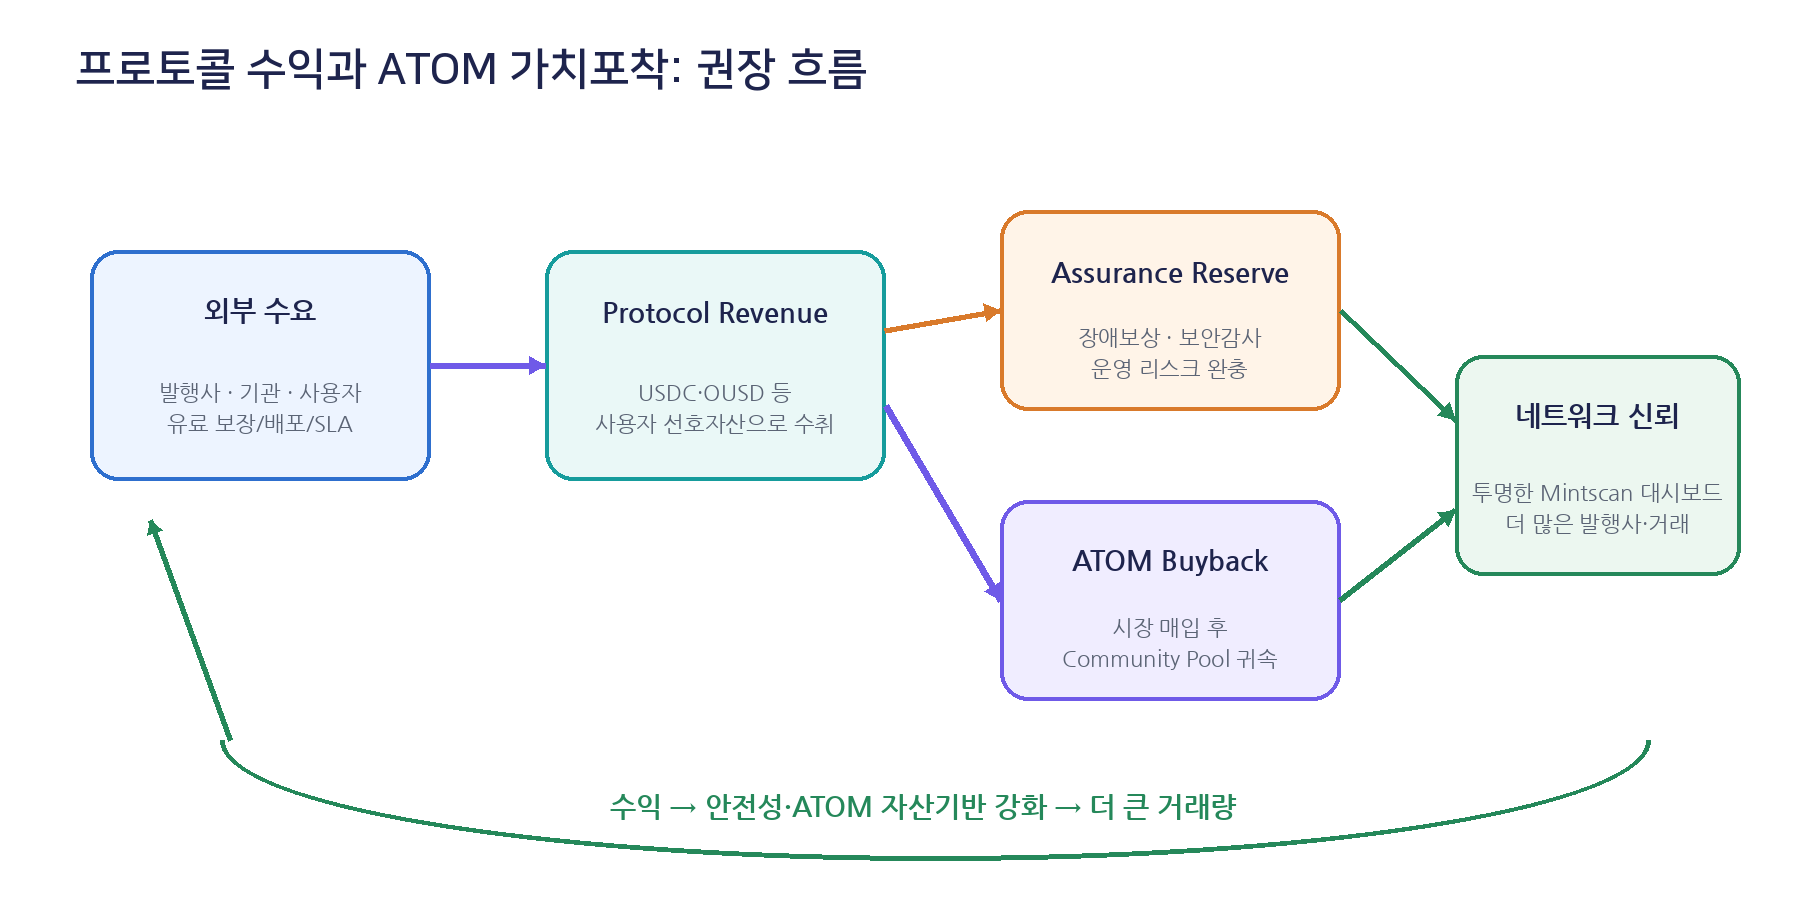 프로토콜 수익과 ATOM 가치포착: 권장 흐름
외부 수요
발행사 · 기관 · 사용자
유료 보장/배포/SLA
Protocol Revenue
USDC·OUSD 등
사용자 선호자산으로 수취
Assurance Reserve
장애보상 · 보안감사
운영 리스크 완충
ATOM Buyback
시장 매입 후
Community Pool 귀속
네트워크 신뢰
투명한 Mintscan 대시보드
더 많은 발행사·거래
수익 → 안전성·ATOM 자산기반 강화 → 더 큰 거래량